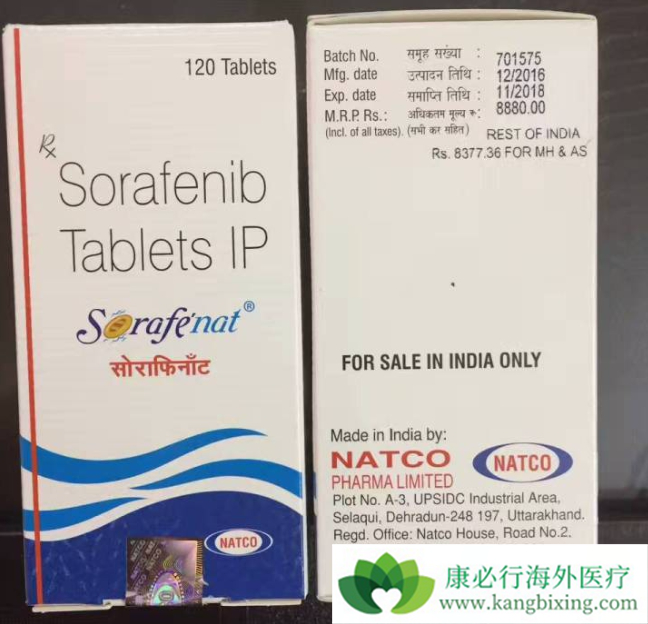 120 Tablets
Rx
Sorafenib
Tablets IP
Sorafénat®
सोराफिनाँट
NATCO
NATCO
Batch No. समूह संख्या : 701575
Mfg. date उत्पादन तिथि : 12/2016
Exp. date समाप्ति तिथि : 11/2018
M.R.P. Rs.: अधिकतम मूल्य रु: 8880.00
(Incl. of all taxes). (सभी कर सहित) REST OF INDIA
Rs. 8377.36 FOR MH & AS
FOR SALE IN INDIA ONLY
Made in India by:
NATCO
PHARMA LIMITED
NATCO
Plot No. A-3, UPSIDC Industrial Area,
Selaqui, Dehradun-248 197, Uttarakhand.
Regd. Office: Natco House, Road No.2,
康必行海外医疗
www.kangbixing.com